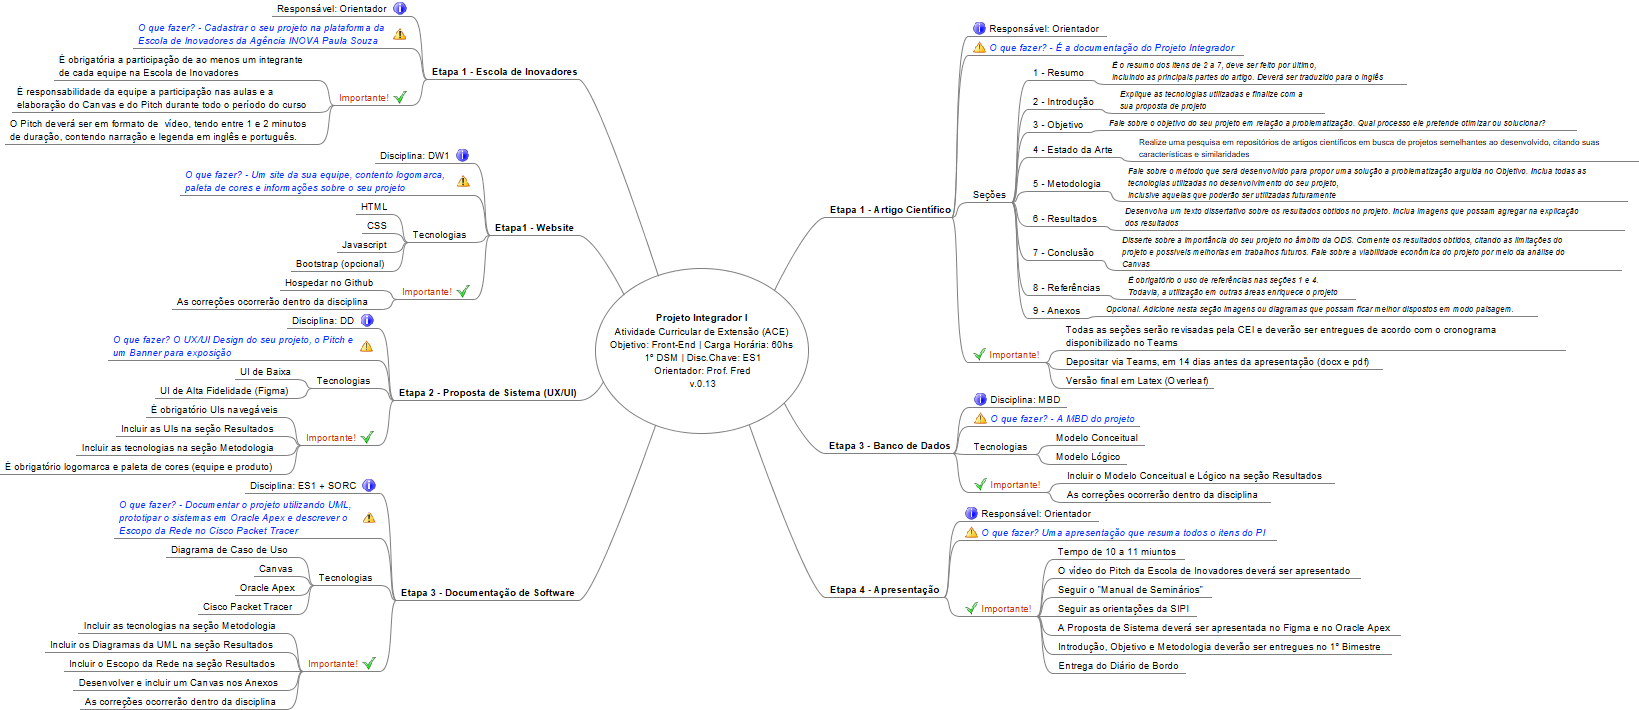 Projeto Integrador I
Atividade Curricular de Extensão (ACE)
Objetivo: Front-End | Carga Horária: 60hs
1º DSM | Disc.Chave: ES1
Orientador: Prof. Fred
v.0.13
Etapa 1 - Escola de Inovadores
Responsável: Orientador
O que fazer? - Cadastrar o seu projeto na plataforma da
Escola de Inovadores da Agência INOVA Paula Souza
Importante!
É obrigatória a participação de ao menos um integrante
de cada equipe na Escola de Inovadores
É responsabilidade da equipe a participação nas aulas e a
elaboração do Canvas e do Pitch durante todo o período do curso
O Pitch deverá ser em formato de vídeo, tendo entre 1 e 2 minutos
de duração, contendo narração e legenda em inglês e português.
Etapa1 - Website
Disciplina: DW1
O que fazer? - Um site da sua equipe, contento logomarca,
paleta de cores e informações sobre o seu projeto
Tecnologias
HTML
CSS
Javascript
Bootstrap (opcional)
Importante!
Hospedar no Github
As correções ocorrerão dentro da disciplina
Etapa 2 - Proposta de Sistema (UX/UI)
Disciplina: DD
O que fazer? O UX/UI Design do seu projeto, o Pitch e
um Banner para exposição
Tecnologias
UI de Baixa
UI de Alta Fidelidade (Figma)
Importante!
É obrigatório UIs navegáveis
Incluir as UIs na seção Resultados
Incluir as tecnologias na seção Metodologia
É obrigatório logomarca e paleta de cores (equipe e produto)
Etapa 3 - Documentação de Software
Disciplina: ES1 + SORC
O que fazer? - Documentar o projeto utilizando UML,
prototipar o sistemas em Oracle Apex e descrever o
Escopo da Rede no Cisco Packet Tracer
Tecnologias
Diagrama de Caso de Uso
Canvas
Oracle Apex
Cisco Packet Tracer
Importante!
Incluir as tecnologias na seção Metodologia
Incluir os Diagramas da UML na seção Resultados
Incluir o Escopo da Rede na seção Resultados
Desenvolver e incluir um Canvas nos Anexos
As correções ocorrerão dentro da disciplina
Etapa 1 - Artigo Científico
Responsável: Orientador
O que fazer? - É a documentação do Projeto Integrador
Seções
1 - Resumo
É o resumo dos itens de 2 a 7, deve ser feito por último,
incluindo as principais partes do artigo. Deverá ser traduzido para o inglês
2 - Introdução
Explique as tecnologias utilizadas e finalize com a
sua proposta de projeto
3 - Objetivo
Fale sobre o objetivo do seu projeto em relação a problematização. Qual processo ele pretende otimizar ou solucionar?
4 - Estado da Arte
Realize uma pesquisa em repositórios de artigos científicos em busca de projetos semelhantes ao desenvolvido, citando suas
características e similaridades
5 - Metodologia
Fale sobre o método que será desenvolvido para propor uma solução a problematização arguida no Objetivo. Inclua todas as
tecnologias utilizadas no desenvolvimento do seu projeto,
inclusive aquelas que poderão ser utilizadas futuramente
6 - Resultados
Desenvolva um texto dissertativo sobre os resultados obtidos no projeto. Inclua imagens que possam agregar na explicação
dos resultados
7 - Conclusão
Disserte sobre a importância do seu projeto no âmbito da ODS. Comente os resultados obtidos, citando as limitações do
projeto e possíveis melhorias em trabalhos futuros. Fale sobre a viabilidade econômica do projeto por meio da análise do
Canvas
8 - Referências
É obrigatório o uso de referências nas seções 1 e 4.
Todavia, a utilização em outras áreas enriquece o projeto
9 - Anexos
Opcional. Adicione nesta seção imagens ou diagramas que possam ficar melhor dispostos em modo paisagem.
Importante!
Todas as seções serão revisadas pela CEI e deverão ser entregues de acordo com o cronograma
disponibilizado no Teams
Depositar via Teams, em 14 dias antes da apresentação (docx e pdf)
Versão final em Latex (Overleaf)
Etapa 3 - Banco de Dados
Disciplina: MBD
O que fazer? - A MBD do projeto
Tecnologias
Modelo Conceitual
Modelo Lógico
Importante!
Incluir o Modelo Conceitual e Lógico na seção Resultados
As correções ocorrerão dentro da disciplina
Etapa 4 - Apresentação
Responsável: Orientador
O que fazer? Uma apresentação que resuma todos o itens do PI
Importante!
Tempo de 10 a 11 miuntos
O vídeo do Pitch da Escola de Inovadores deverá ser apresentado
Seguir o "Manual de Seminários"
Seguir as orientações da SIPI
A Proposta de Sistema deverá ser apresentada no Figma e no Oracle Apex
Introdução, Objetivo e Metodologia deverão ser entregues no 1º Bimestre
Entrega do Diário de Bordo